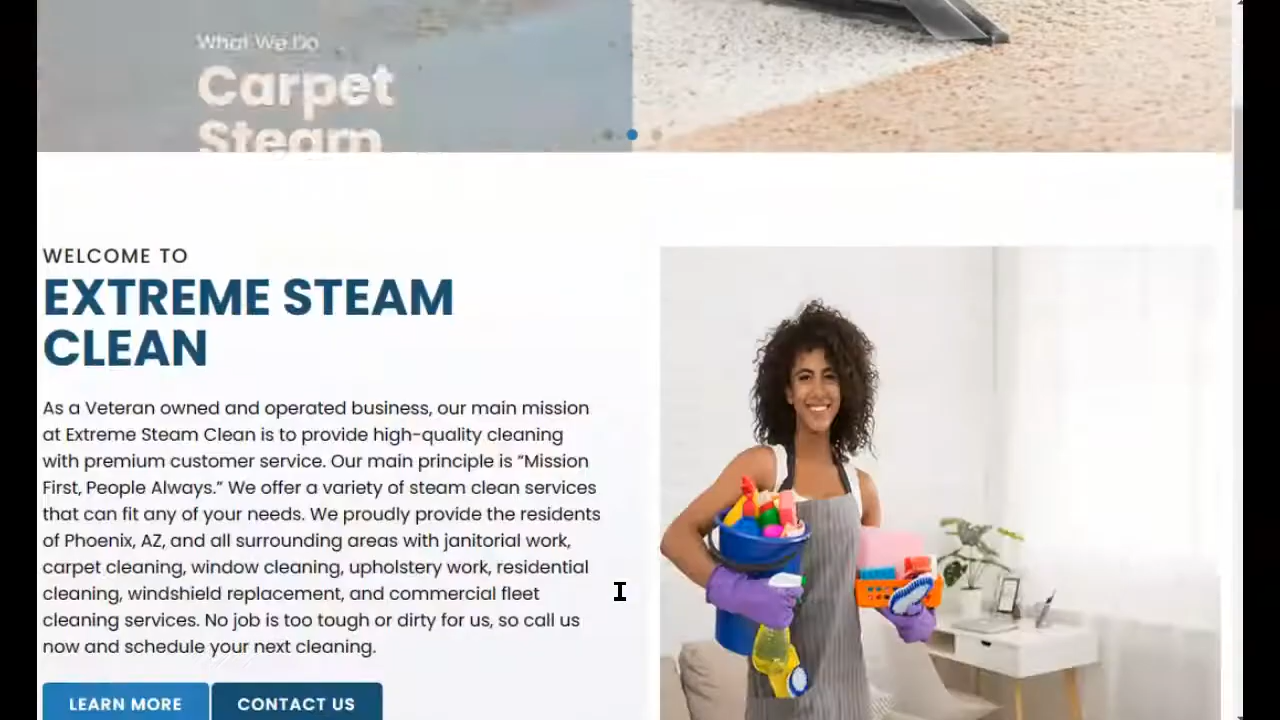 What We Do
Carpet
Steam
WELCOME TO
EXTREME STEAM
CLEAN
As a Veteran owned and operated business, our main mission
at Extreme Steam Clean is to provide high-quality cleaning
with premium customer service. Our main principle is “Mission
First, People Always.” We offer a variety of steam clean services
that can fit any of your needs. We proudly provide the residents
of Phoenix, AZ, and all surrounding areas with janitorial work,
carpet cleaning, window cleaning, upholstery work, residential
cleaning, windshield replacement, and commercial fleet
cleaning services. No job is too tough or dirty for us, so call us
now and schedule your next cleaning.
LEARN MORE
CONTACT US